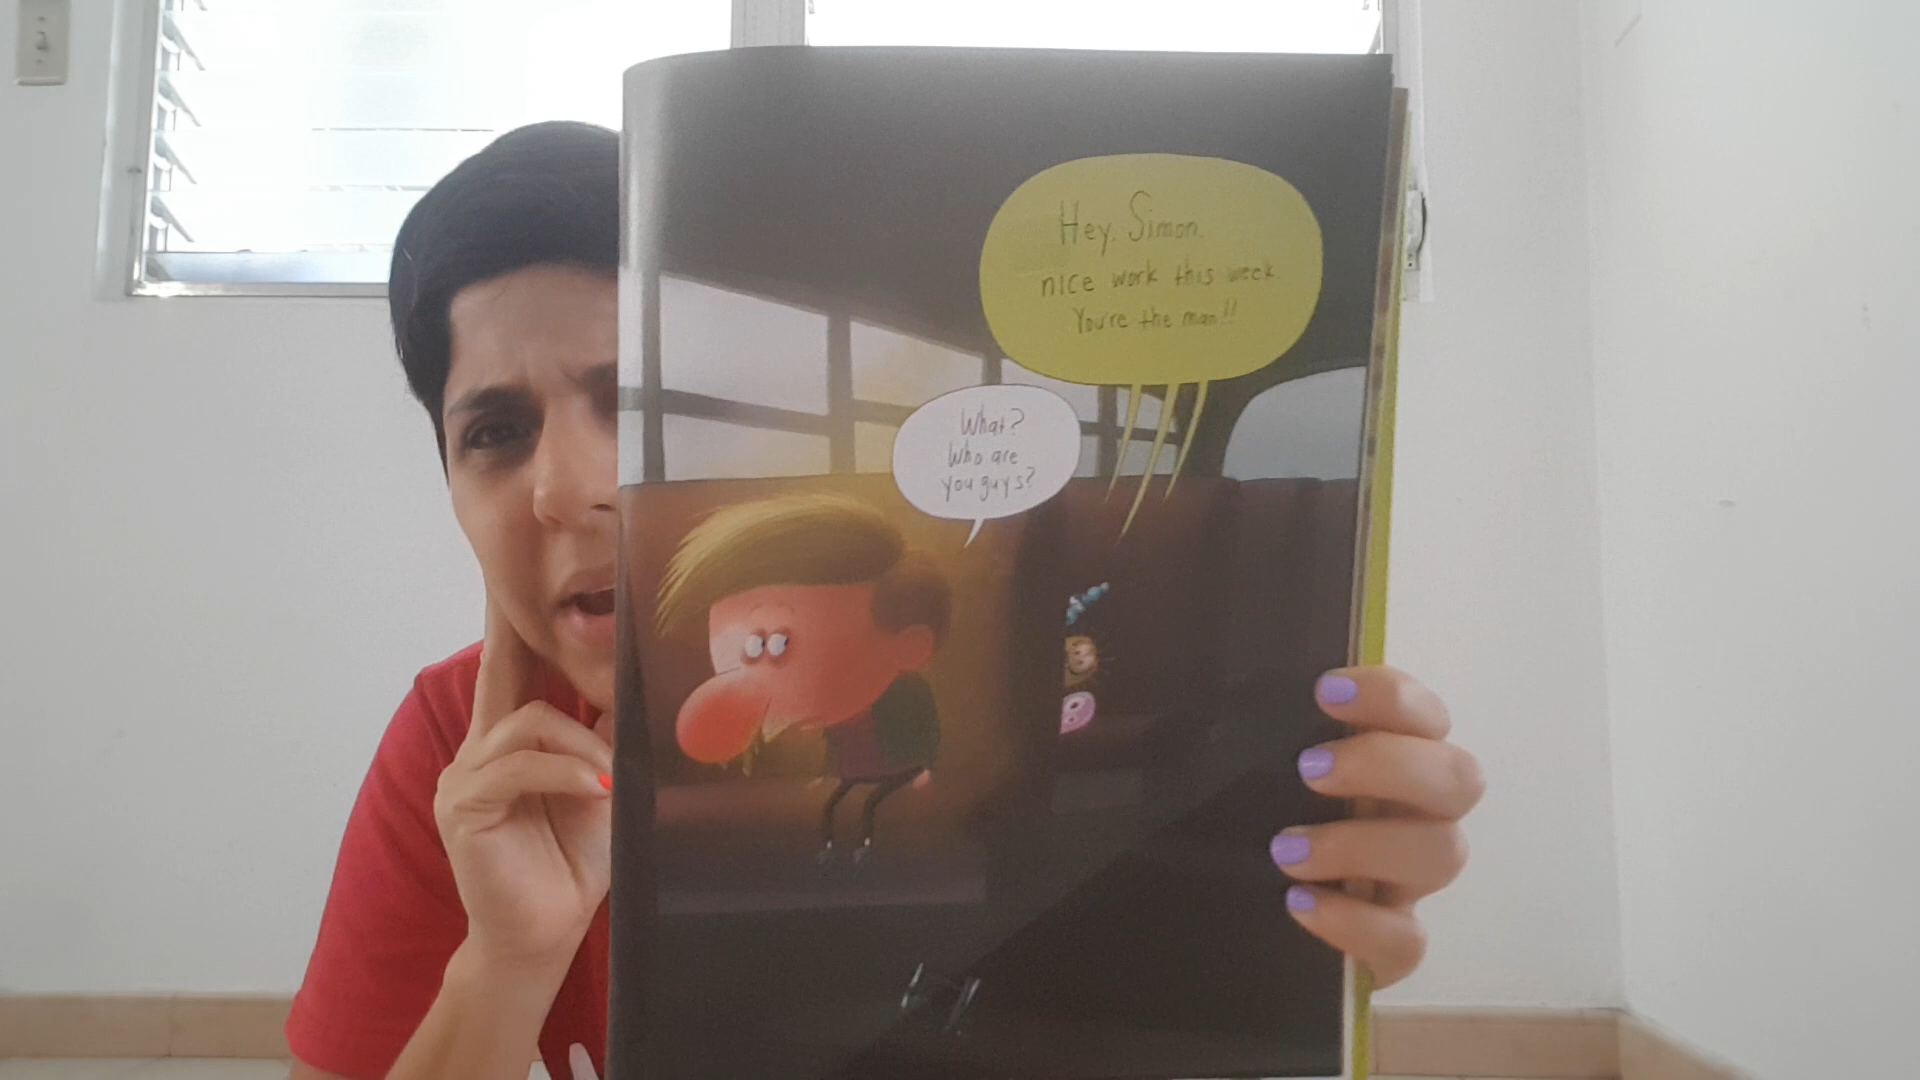 Hey, Simon.
nice work this week.
You're the man!!
What?
Who are
you guys?